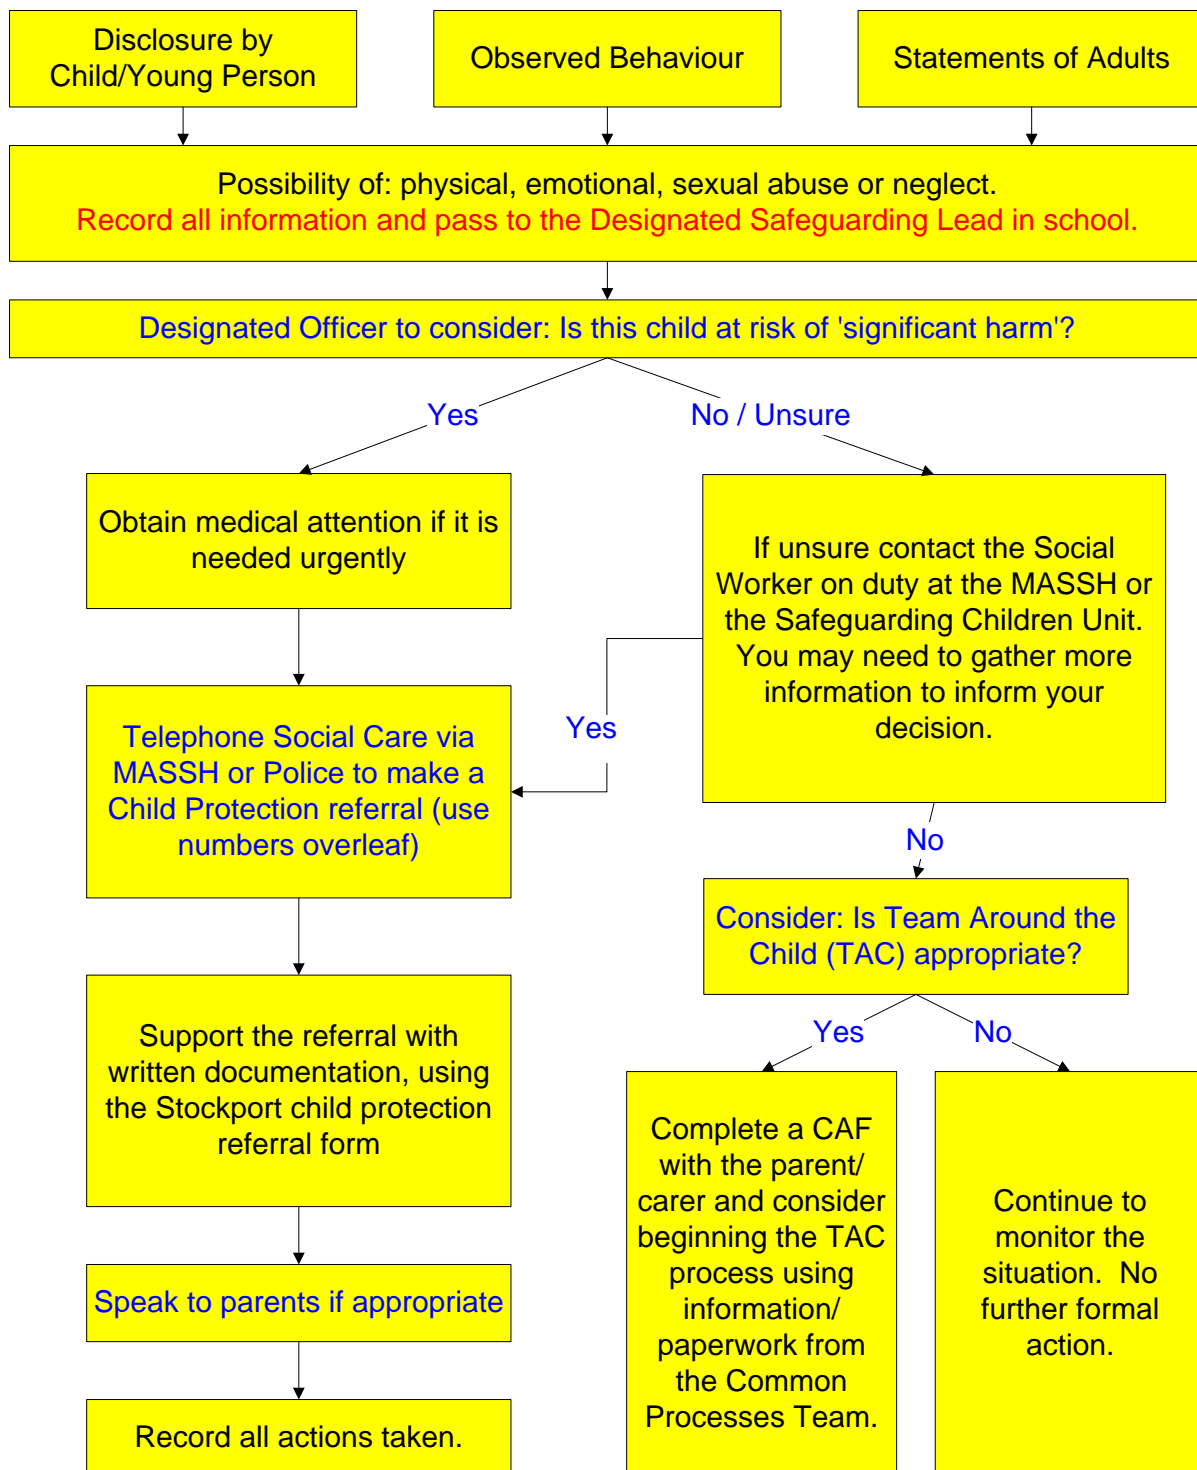 Disclosure by
Child/Young Person
Observed Behaviour
Statements of Adults
Possibility of: physical, emotional, sexual abuse or neglect.
Record all information and pass to the Designated Safeguarding Lead in school.
Designated Officer to consider: Is this child at risk of 'significant harm'?
Yes
No / Unsure
Obtain medical attention if it is
needed urgently
If unsure contact the Social
Worker on duty at the MASSH or
the Safeguarding Children Unit.
You may need to gather more
information to inform your
decision.
Yes
Telephone Social Care via
MASSH or Police to make a
Child Protection referral (use
numbers overleaf)
No
Consider: Is Team Around the
Child (TAC) appropriate?
Support the referral with
written documentation, using
the Stockport child protection
referral form
Yes
No
Complete a CAF
with the parent/
carer and consider
beginning the TAC
process using
information/
paperwork from
the Common
Processes Team.
Continue to
monitor the
situation.  No
further formal
action.
Speak to parents if appropriate
Record all actions taken.